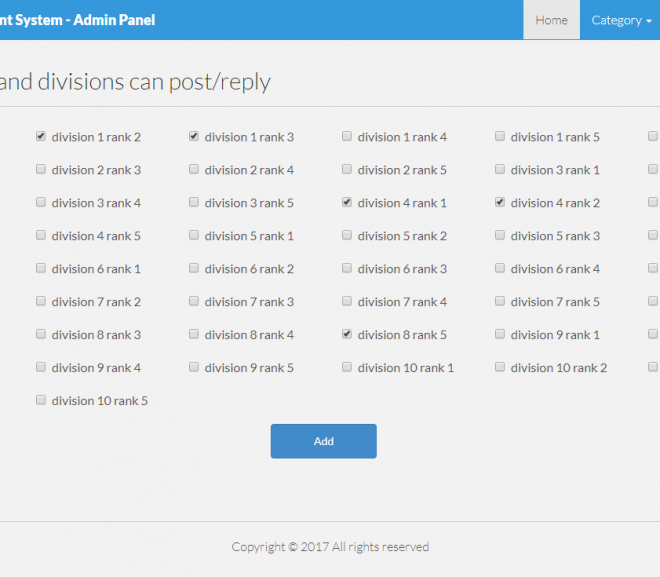 nt System - Admin Panel Home Category
and divisions can post/reply
division 1 rank 2 division 1 rank 3 division 1 rank 4 division 1 rank 5
division 2 rank 3 division 2 rank 4 division 2 rank 5 division 3 rank 1
division 3 rank 4 division 3 rank 5 division 4 rank 1 division 4 rank 2
division 4 rank 5 division 5 rank 1 division 5 rank 2 division 5 rank 3
division 6 rank 1 division 6 rank 2 division 6 rank 3 division 6 rank 4
division 7 rank 2 division 7 rank 3 division 7 rank 4 division 7 rank 5
division 8 rank 3 division 8 rank 4 division 8 rank 5 division 9 rank 1
division 9 rank 4 division 9 rank 5 division 10 rank 1 division 10 rank 2
division 10 rank 5
Add
Copyright © 2017 All rights reserved